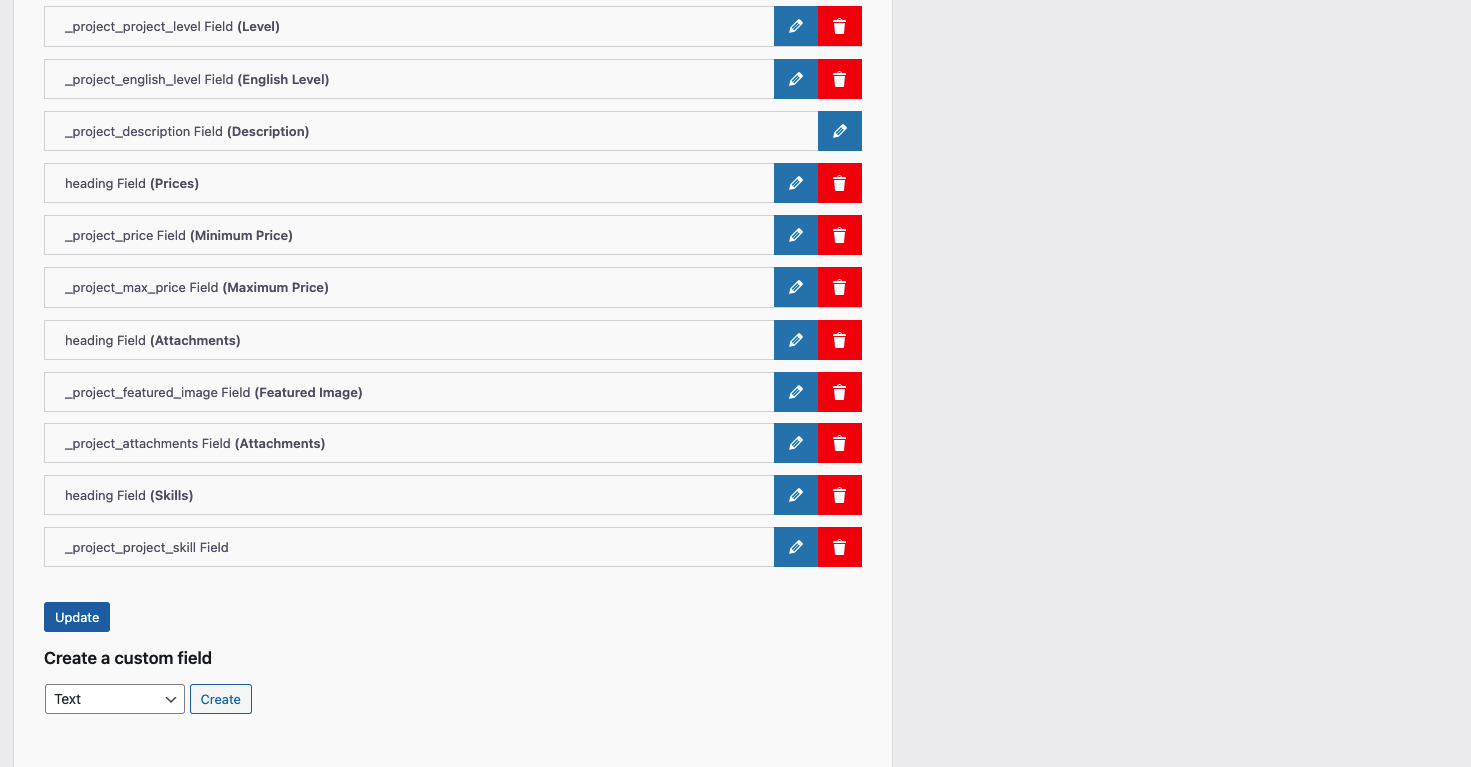 _project_project_level Field (Level)
_project_english_level Field (English Level)
_project_description Field (Description)
heading Field (Prices)
_project_price Field (Minimum Price)
_project_max_price Field (Maximum Price)
heading Field (Attachments)
_project_featured_image Field (Featured Image)
_project_attachments Field (Attachments)
heading Field (Skills)
_project_project_skill Field
Update
Create a custom field
Text Create